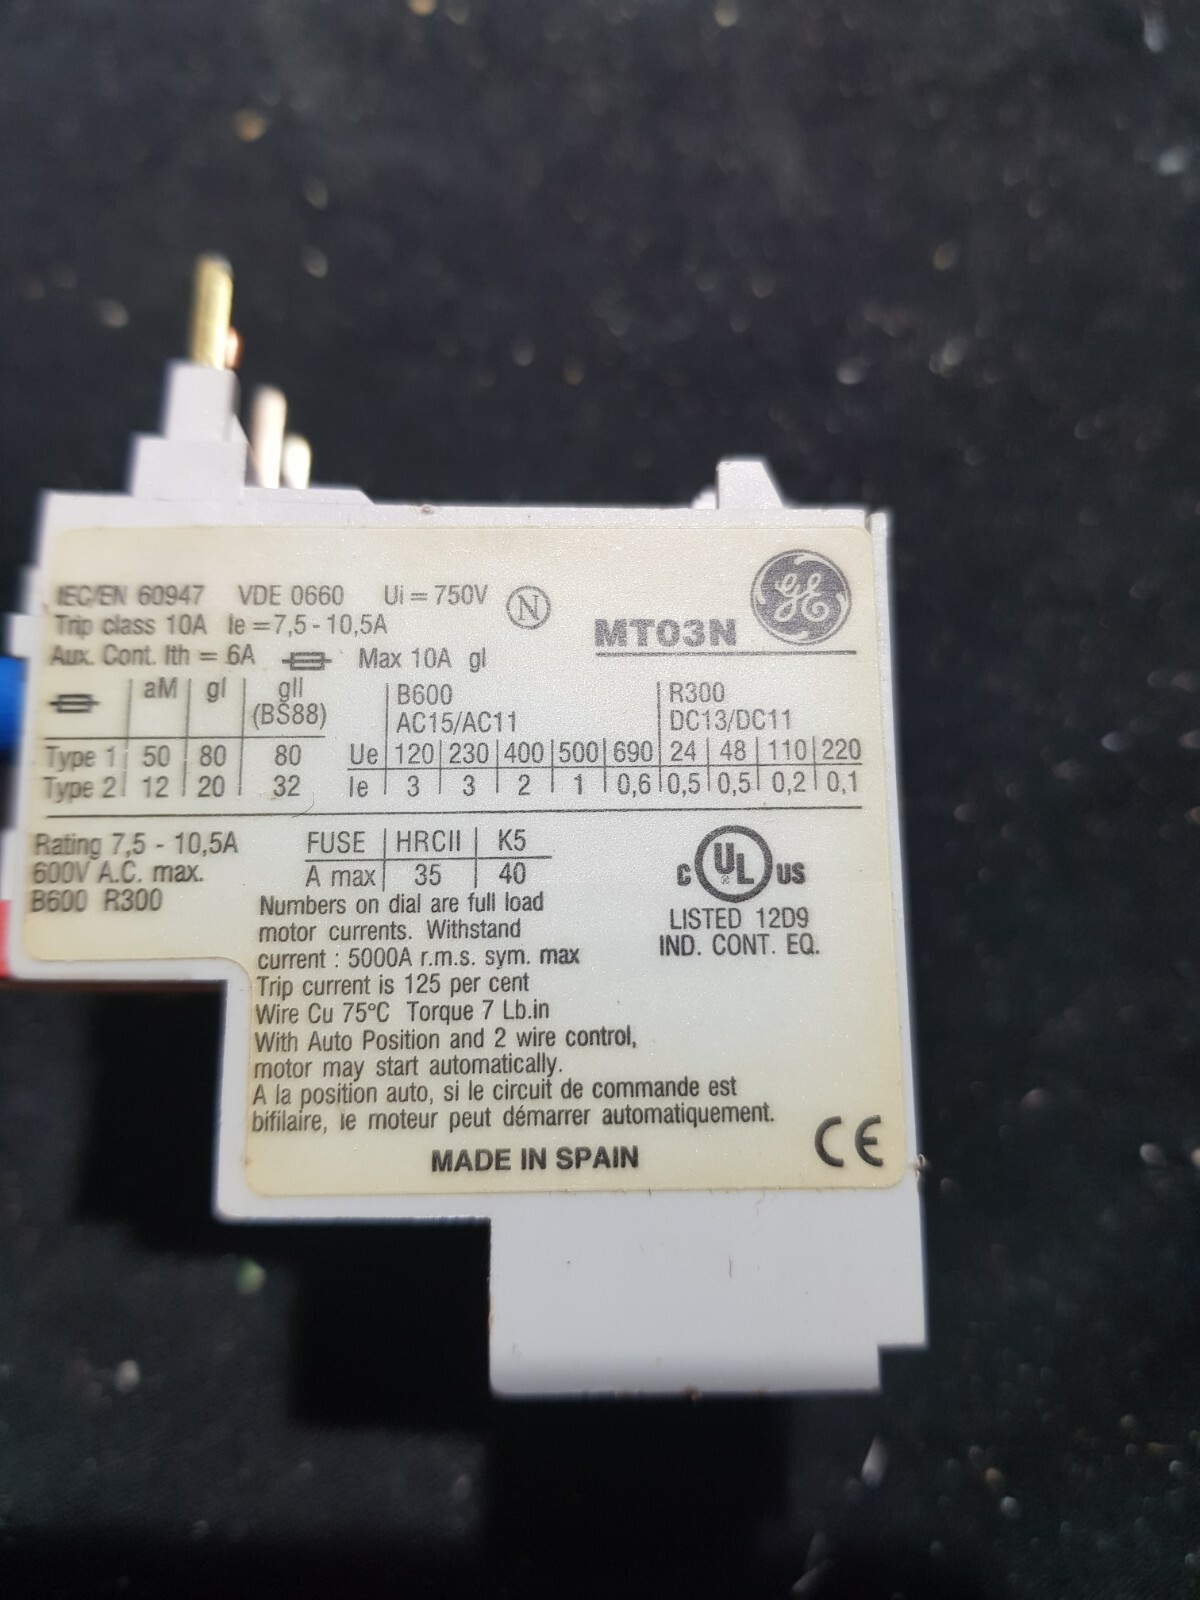 IEC/EN 60947 VDE 0660 Ui = 750V N
Trip class 10A Ie = 7,5 - 10,5A
Aux. Cont. Ith = 6A Max 10A gl
MT03N
GE
aM gl gII (BS88)
Type 1 50 80 80
Type 2 12 20 32
B600 R300
AC15/AC11 DC13/DC11
Ue 120 230 400 500 690 24 48 110 220
Ie 3 3 2 1 0,6 0,5 0,5 0,2 0,1
Rating 7,5 - 10,5A
600V A.C. max.
B600 R300
FUSE HRCII K5
A max 35 40
Numbers on dial are full load
motor currents. Withstand
current : 5000A r.m.s. sym. max
Trip current is 125 per cent
Wire Cu 75°C Torque 7 Lb.in
With Auto Position and 2 wire control,
motor may start automatically.
A la position auto, si le circuit de commande est
bifilaire, le moteur peut démarrer automatiquement.
C UL US
LISTED 12D9
IND. CONT. EQ.
MADE IN SPAIN
CE